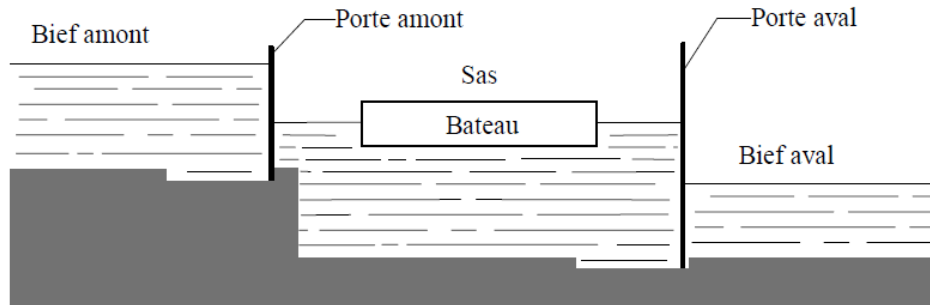 Porte amont
Porte aval
Bief amont
Sas
Bateau
Bief aval